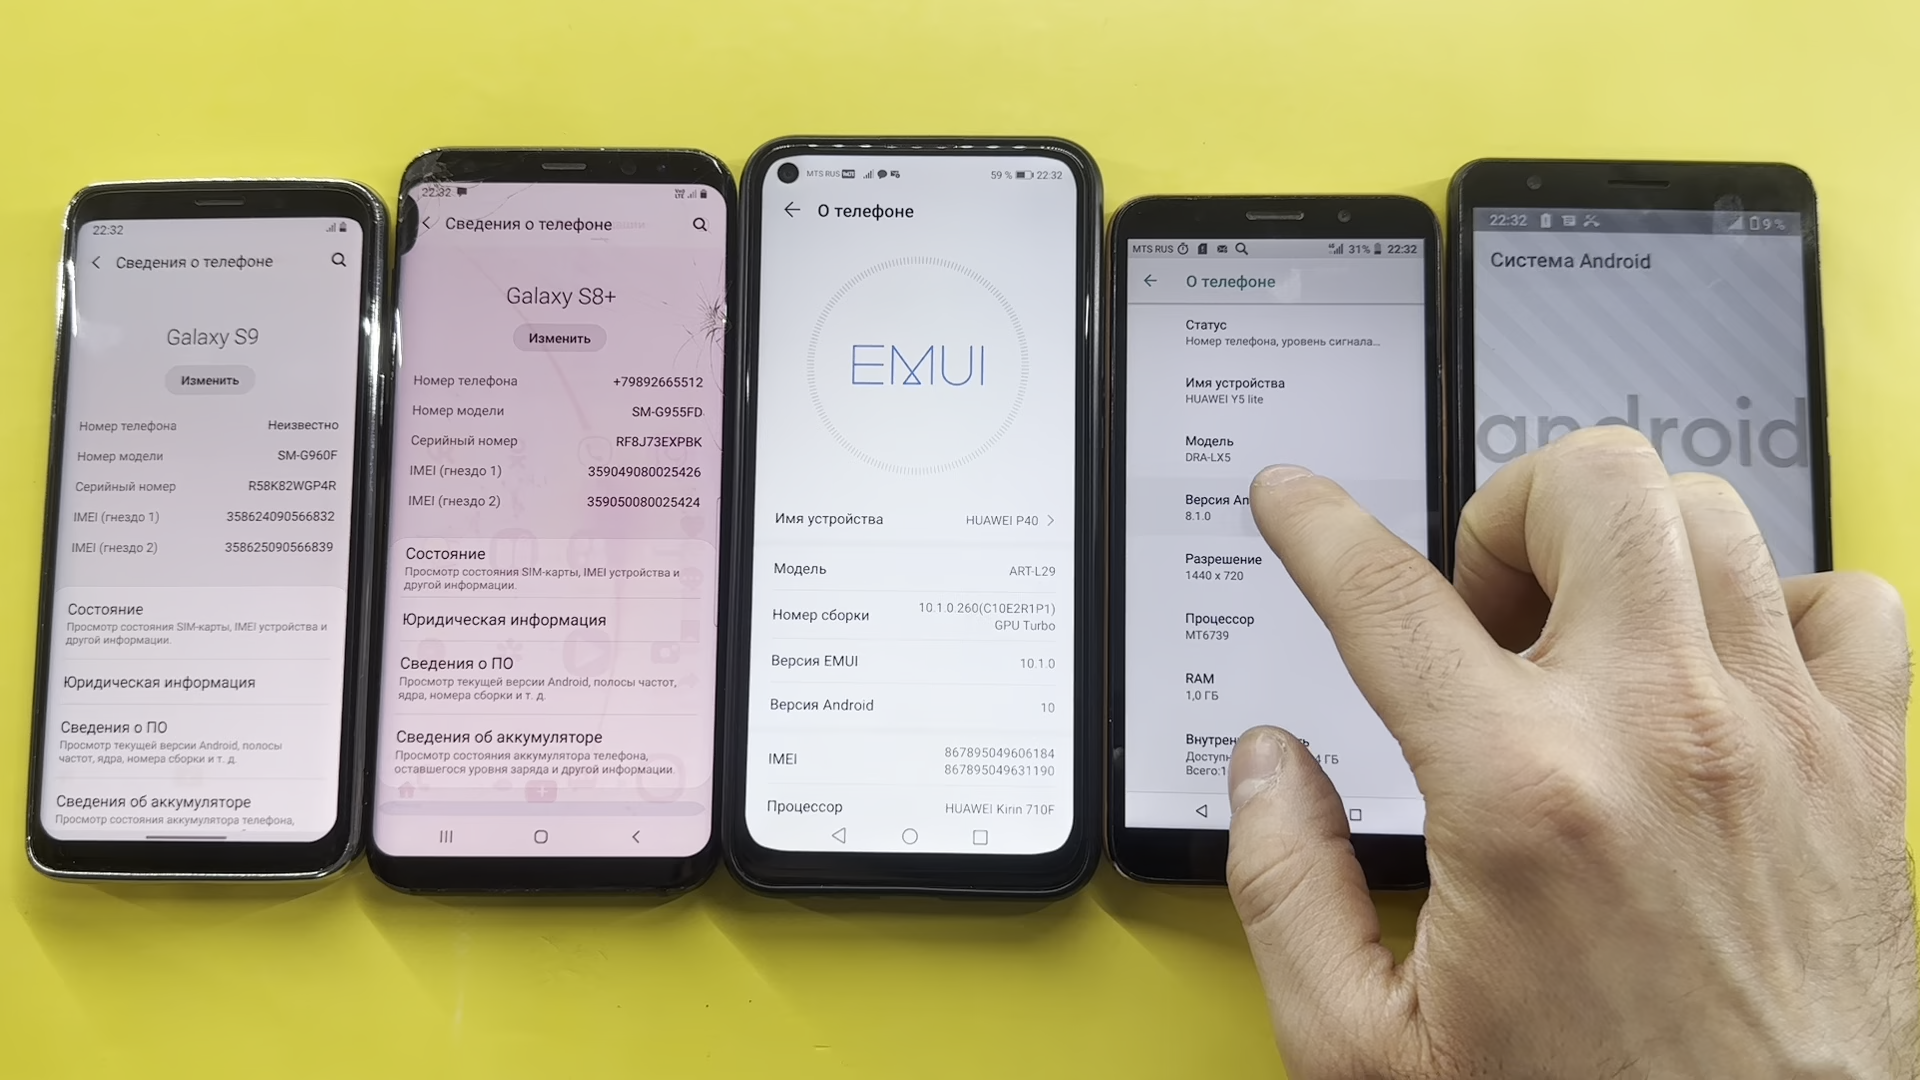 22:32
Сведения о телефоне
Galaxy S9
Изменить
Номер телефона Неизвестно
Номер модели SM-G960F
Серийный номер R58K82WGP4R
IMEI (гнездо 1) 358624090566832
IMEI (гнездо 2) 358625090566839
Состояние
Просмотр состояния SIM-карты, IMEI устройства и
другой информации.
Юридическая информация
Сведения о ПО
Просмотр текущей версии Android, полосы
частот, ядра, номера сборки и т. д.
Сведения об аккумуляторе
Просмотр состояния аккумулятора телефона,
22:32
Сведения о телефоне
Galaxy S8+
Изменить
Номер телефона +79892665512
Номер модели SM-G955FD
Серийный номер RF8J73EXPBK
IMEI (гнездо 1) 359049080025426
IMEI (гнездо 2) 359050080025424
Состояние
Просмотр состояния SIM-карты, IMEI устройства и
другой информации.
Юридическая информация
Сведения о ПО
Просмотр текущей версии Android, полосы частот,
ядра, номера сборки и т. д.
Сведения об аккумуляторе
Просмотр состояния аккумулятора телефона,
оставшегося уровня заряда и другой информации.
MTS RUS 59 % 22:32
О телефоне
EMUI
Имя устройства HUAWEI P40
Модель ART-L29
Номер сборки 10.1.0.260(C10E2R1P1)
GPU Turbo
Версия EMUI 10.1.0
Версия Android 10
IMEI 867895049606184
867895049631190
Процессор HUAWEI Kirin 710F
MTS RUS 31% 22:32
О телефоне
Статус
Номер телефона, уровень сигнала...
Имя устройства
HUAWEI Y5 lite
Модель
DRA-LX5
Версия An
8.1.0
Разрешение
1440 x 720
Процессор
MT6739
RAM
1,0 ГБ
Внутрен
Доступн ГБ
Всего:1
22:32 9%
Система Android
android